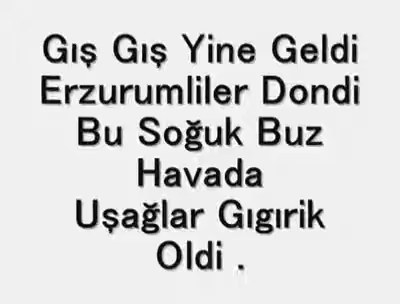 Gış Gış Yine Geldi
Erzurumliler Dondi
Bu Soğuk Buz
Havada
Uşağlar Gıgırik
Oldi .